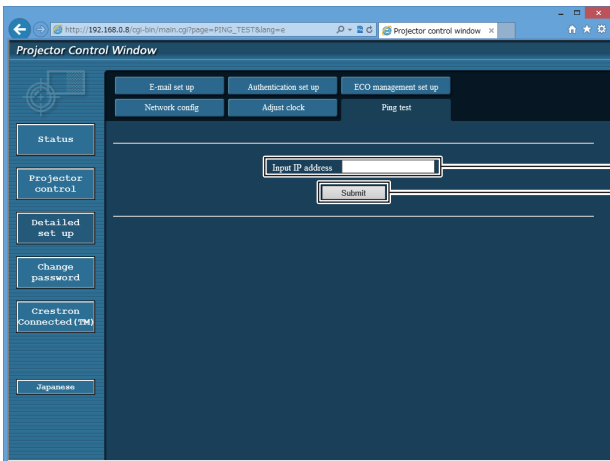 http://192.168.0.8/cgi-bin/main.cgi?page=PING_TEST&lang=e
Projector control window
Projector Control Window
E-mail set up
Authentication set up
ECO management set up
Network config
Adjust clock
Ping test
Status
Projector
control
Detailed
set up
Change
password
Crestron
Connected(TM)
Japanese
Input IP address
Submit